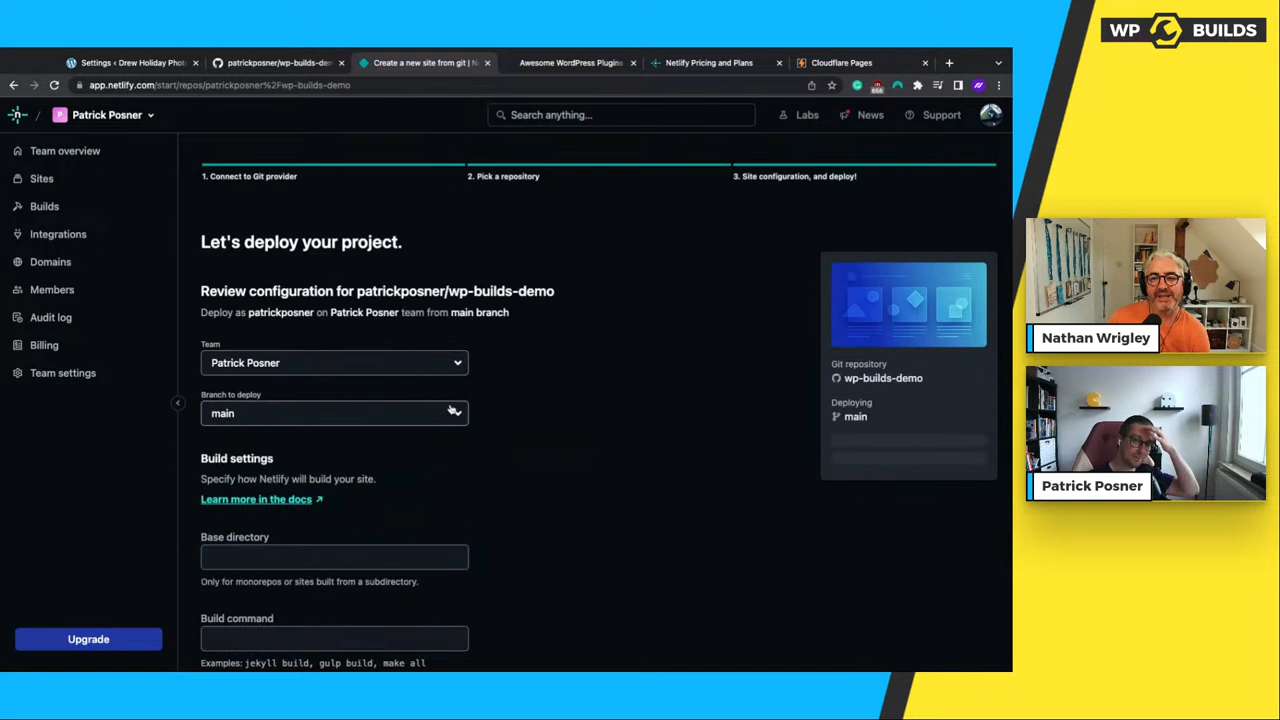 WP BUILDS
Settings ‹ Drew Holiday Phot
patrickposner/wp-builds-dem
Create a new site from git | N
Awesome WordPress Plugins
Netlify Pricing and Plans
Cloudflare Pages
app.netlify.com/start/repos/patrickposner%2Fwp-builds-demo
/ P Patrick Posner
Search anything...
Labs
News
Support
Team overview
Sites
Builds
Integrations
Domains
Members
Audit log
Billing
Team settings
Upgrade
1. Connect to Git provider
2. Pick a repository
3. Site configuration, and deploy!
Let's deploy your project.
Review configuration for patrickposner/wp-builds-demo
Deploy as patrickposner on Patrick Posner team from main branch
Team
Patrick Posner
Branch to deploy
main
Build settings
Specify how Netlify will build your site.
Learn more in the docs ↗
Base directory
Only for monorepos or sites built from a subdirectory.
Build command
Examples: jekyll build, gulp build, make all
Git repository
wp-builds-demo
Deploying
main
Nathan Wrigley
Patrick Posner